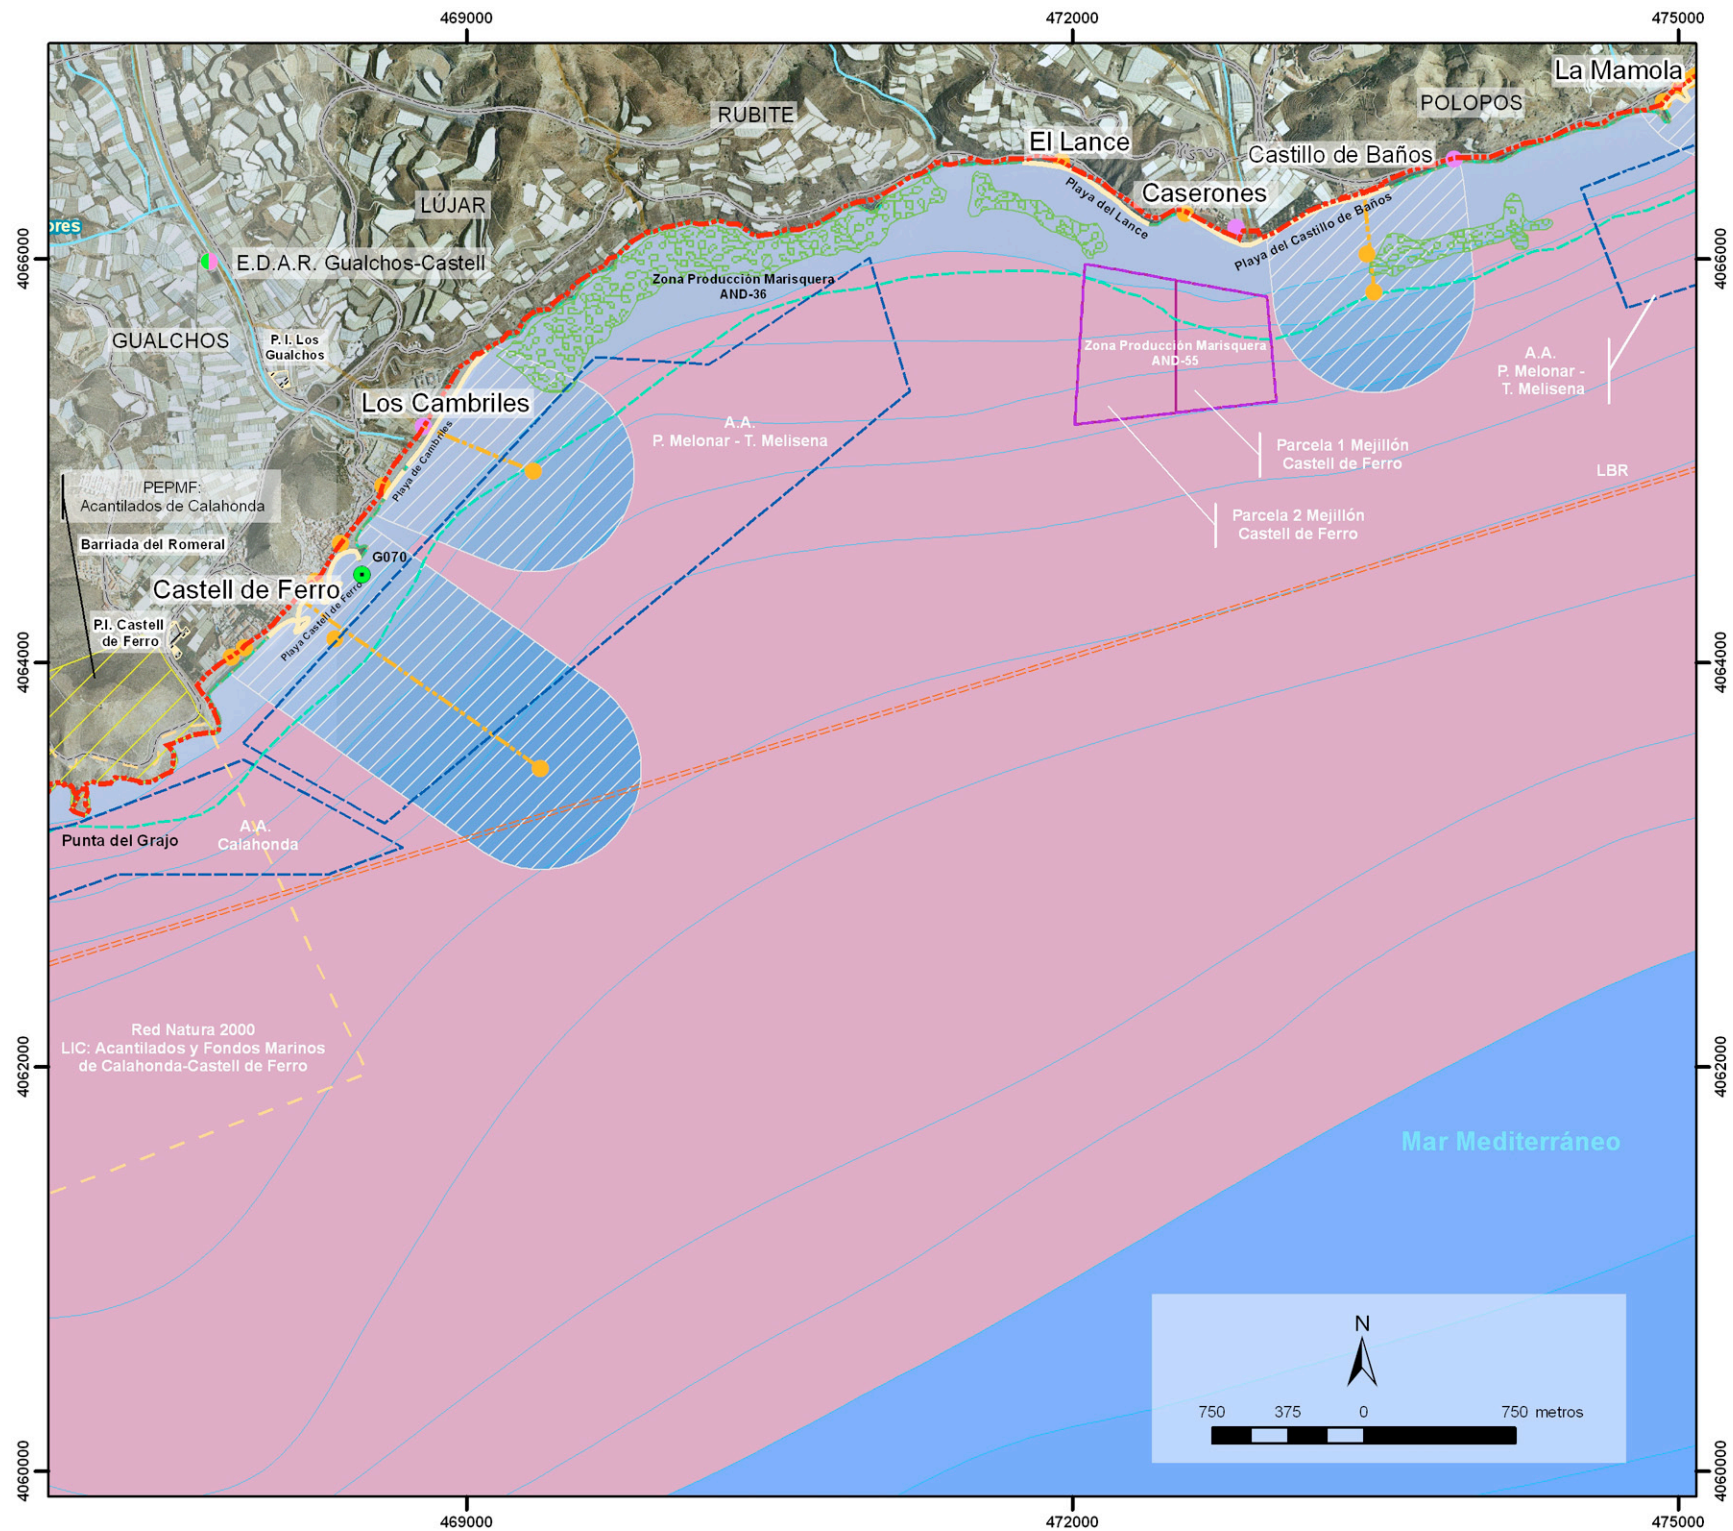 469000
472000
475000
La Mamola
RUBITE
POLOPOS
El Lance
Castillo de Baños
Caserones
LÚJAR
Playa del Lance
ores
Playa del Castillo de Baños
4066000
4066000
E.D.A.R. Gualchos-Castell
Zona Producción Marisquera
AND-36
GUALCHOS
P. I. Los
Gualchos
Zona Producción Marisquera
AND-55
A.A.
P. Melonar -
T. Melisena
Los Cambriles
A.A.
P. Melonar - T. Melisena
Playa de Cambriles
Parcela 1 Mejillón
Castell de Ferro
LBR
PEPMF:
Acantilados de Calahonda
Parcela 2 Mejillón
Castell de Ferro
Barriada del Romeral
G070
Castell de Ferro
Playa Castell de Ferro
P.I. Castell
de Ferro
4064000
4064000
Punta del Grajo
A.A.
Calahonda
Red Natura 2000
LIC: Acantilados y Fondos Marinos
de Calahonda-Castell de Ferro
4062000
4062000
Mar Mediterráneo
N
750 375 0 750 metros
4060000
4060000
469000
472000
475000